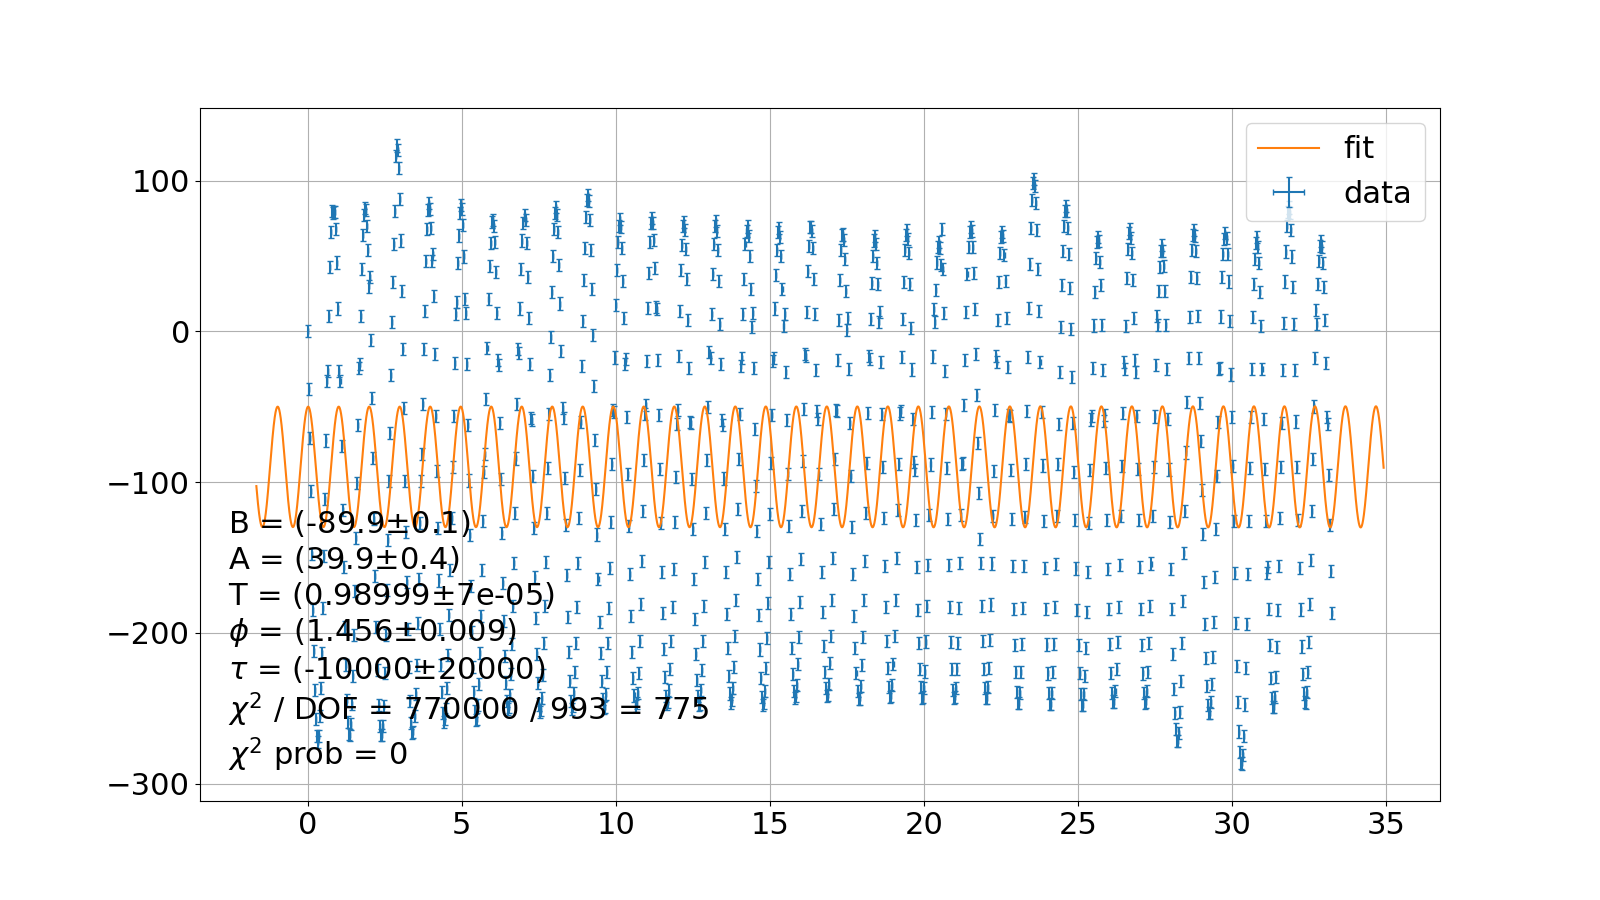 100
0
−100
−200
−300
fit
data
B = (-89.9±0.1)
A = (39.9±0.4)
T = (0.98999±7e-05)
ϕ = (1.456±0.009)
τ = (-10000±20000)
χ² / DOF = 770000 / 993 = 775
χ² prob = 0
0 5 10 15 20 25 30 35